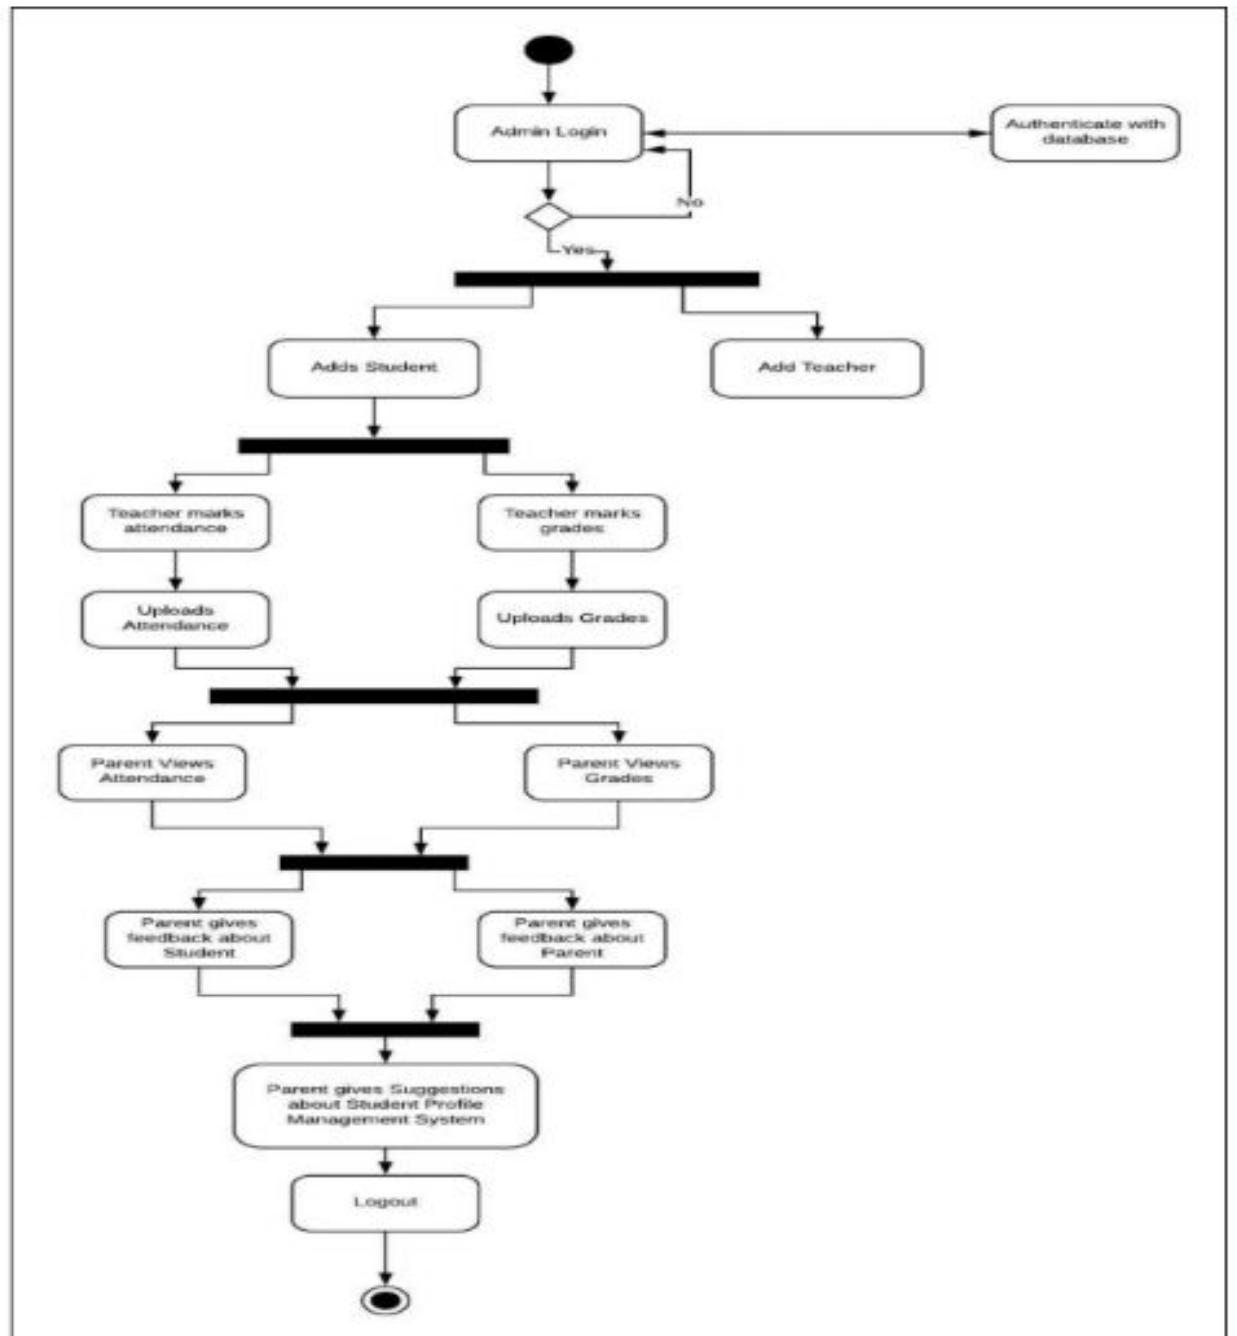 Admin Login
Authenticate with
database
No
Yes
Adds Student
Add Teacher
Teacher marks
attendance
Teacher marks
grades
Uploads
Attendance
Uploads Grades
Parent Views
Attendance
Parent Views
Grades
Parent gives
feedback about
Student
Parent gives
feedback about
Parent
Parent gives Suggestions
about Student Profile
Management System
Logout